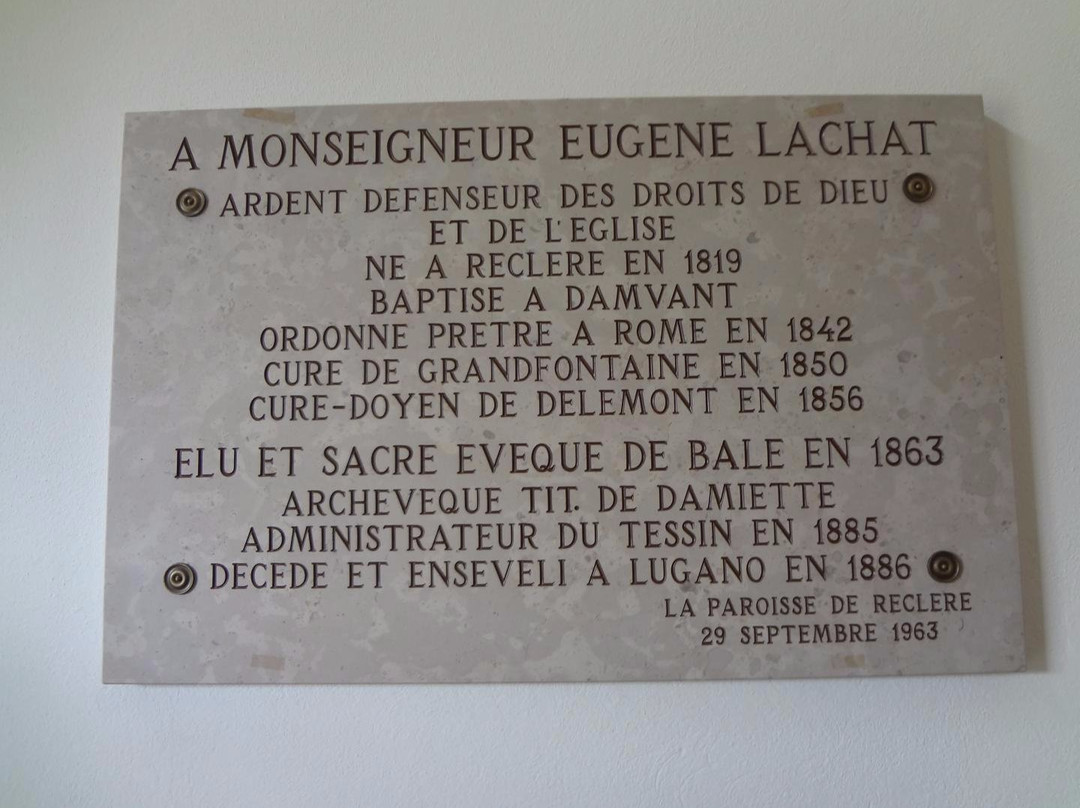 A MONSEIGNEUR EUGENE LACHAT
ARDENT DEFENSEUR DES DROITS DE DIEU
ET DE L'EGLISE
NE A RECLERE EN 1819
BAPTISE A DAMVANT
ORDONNE PRETRE A ROME EN 1842
CURE DE GRANDFONTAINE EN 1850
CURE-DOYEN DE DELEMONT EN 1856
ELU ET SACRE EVEQUE DE BALE EN 1863
ARCHEVEQUE TIT. DE DAMIETTE
ADMINISTRATEUR DU TESSIN EN 1885
DECEDE ET ENSEVELI A LUGANO EN 1886
LA PAROISSE DE RECLERE
29 SEPTEMBRE 1963